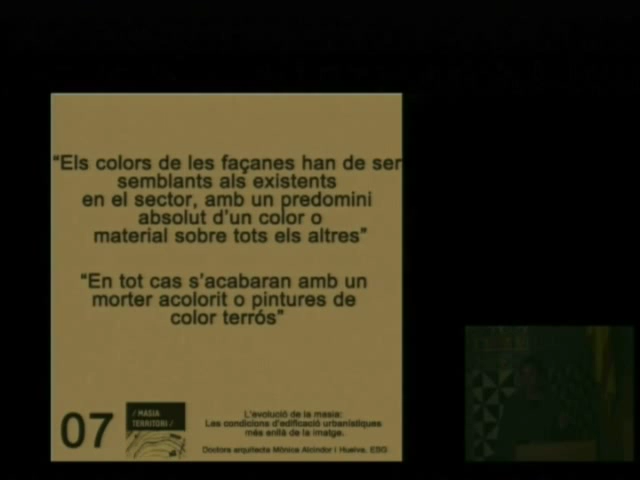 “Els colors de les façanes han de ser
semblants als existents
en el sector, amb un predomini
absolut d’un color o
material sobre tots els altres”
“En tot cas s’acabaran amb un
morter acolorit o pintures de
color terrós”
07
/ MASIA
TERRITORI /
L'evolució de la masia:
Les condicions d'edificació urbanístiques
més enllà de la imatge.
Doctora arquitecta Mònica Alcindor i Huelva. ESG